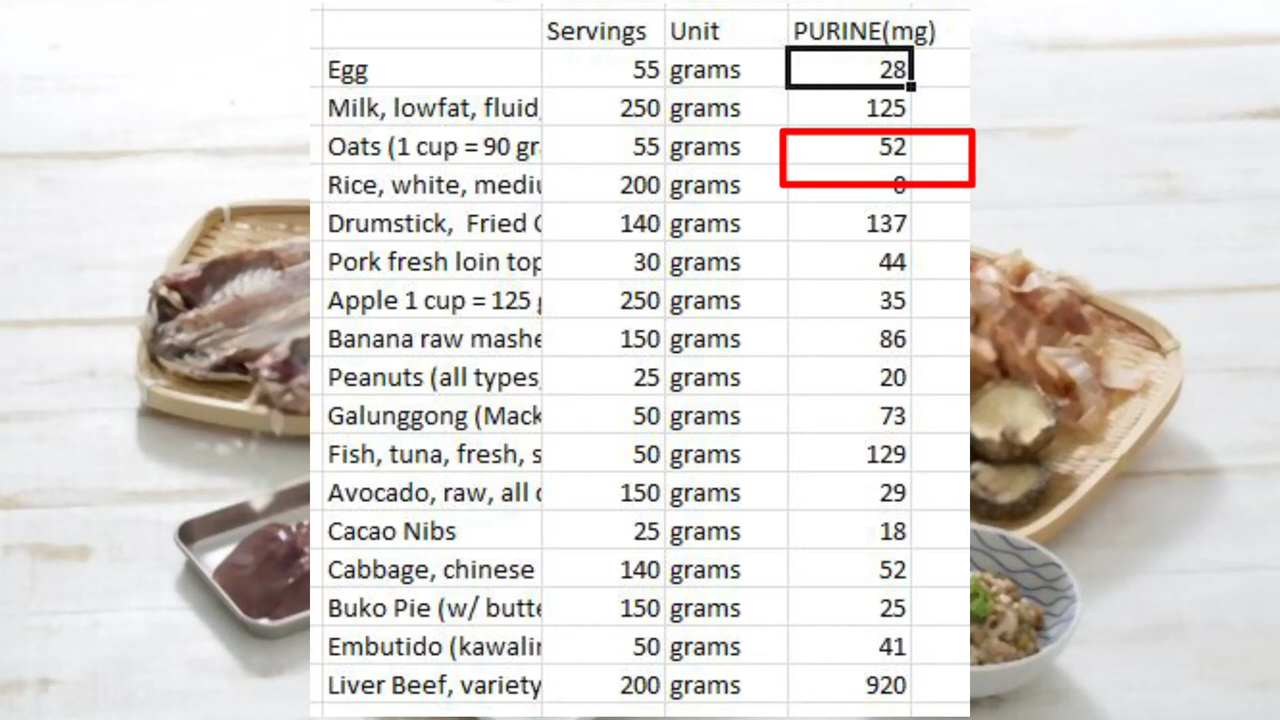 Servings Unit PURINE(mg)
Egg 55 grams 28
Milk, lowfat, fluid, 250 grams 125
Oats (1 cup = 90 gr 55 grams 52
Rice, white, 200 grams
Drumstick, Fried 140 grams 137
Pork fresh loin top 30 grams 44
Apple 1 cup = 125 g 250 grams 35
Banana raw mashe 150 grams 86
Peanuts (all types, 25 grams 20
Galunggong (Mack 50 grams 73
Fish, tuna, fresh, s 50 grams 129
Avocado, raw, all 150 grams 29
Cacao Nibs 25 grams 18
Cabbage, chinese 140 grams 52
Buko Pie (w/ butte 150 grams 25
Embutido (kawalin 50 grams 41
Liver Beef, variety 200 grams 920